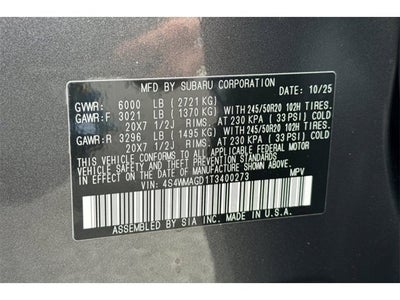 MFD BY SUBARU CORPORATION
DATE: 10/25
GVWR: 6000 LB ( 2721 KG)
GAWR:F 3021 LB ( 1370 KG) WITH 245/50R20 102H TIRES.
20X7 1/2J RIMS. AT 230 KPA ( 33 PSI) COLD
GAWR:R 3296 LB ( 1495 KG) WITH 245/50R20 102H TIRES.
20X7 1/2J RIMS. AT 230 KPA ( 33 PSI) COLD
THIS VEHICLE CONFORMS TO ALL APPLICABLE FEDERAL MOTOR
VEHICLE SAFETY STANDARDS IN EFFECT ON THE DATE OF
MANUFACTURE SHOWN ABOVE.
VIN: 4S4WMAGD1T3400273 MPV
ASSEMBLED BY SIA INC. MADE IN U.S.A.